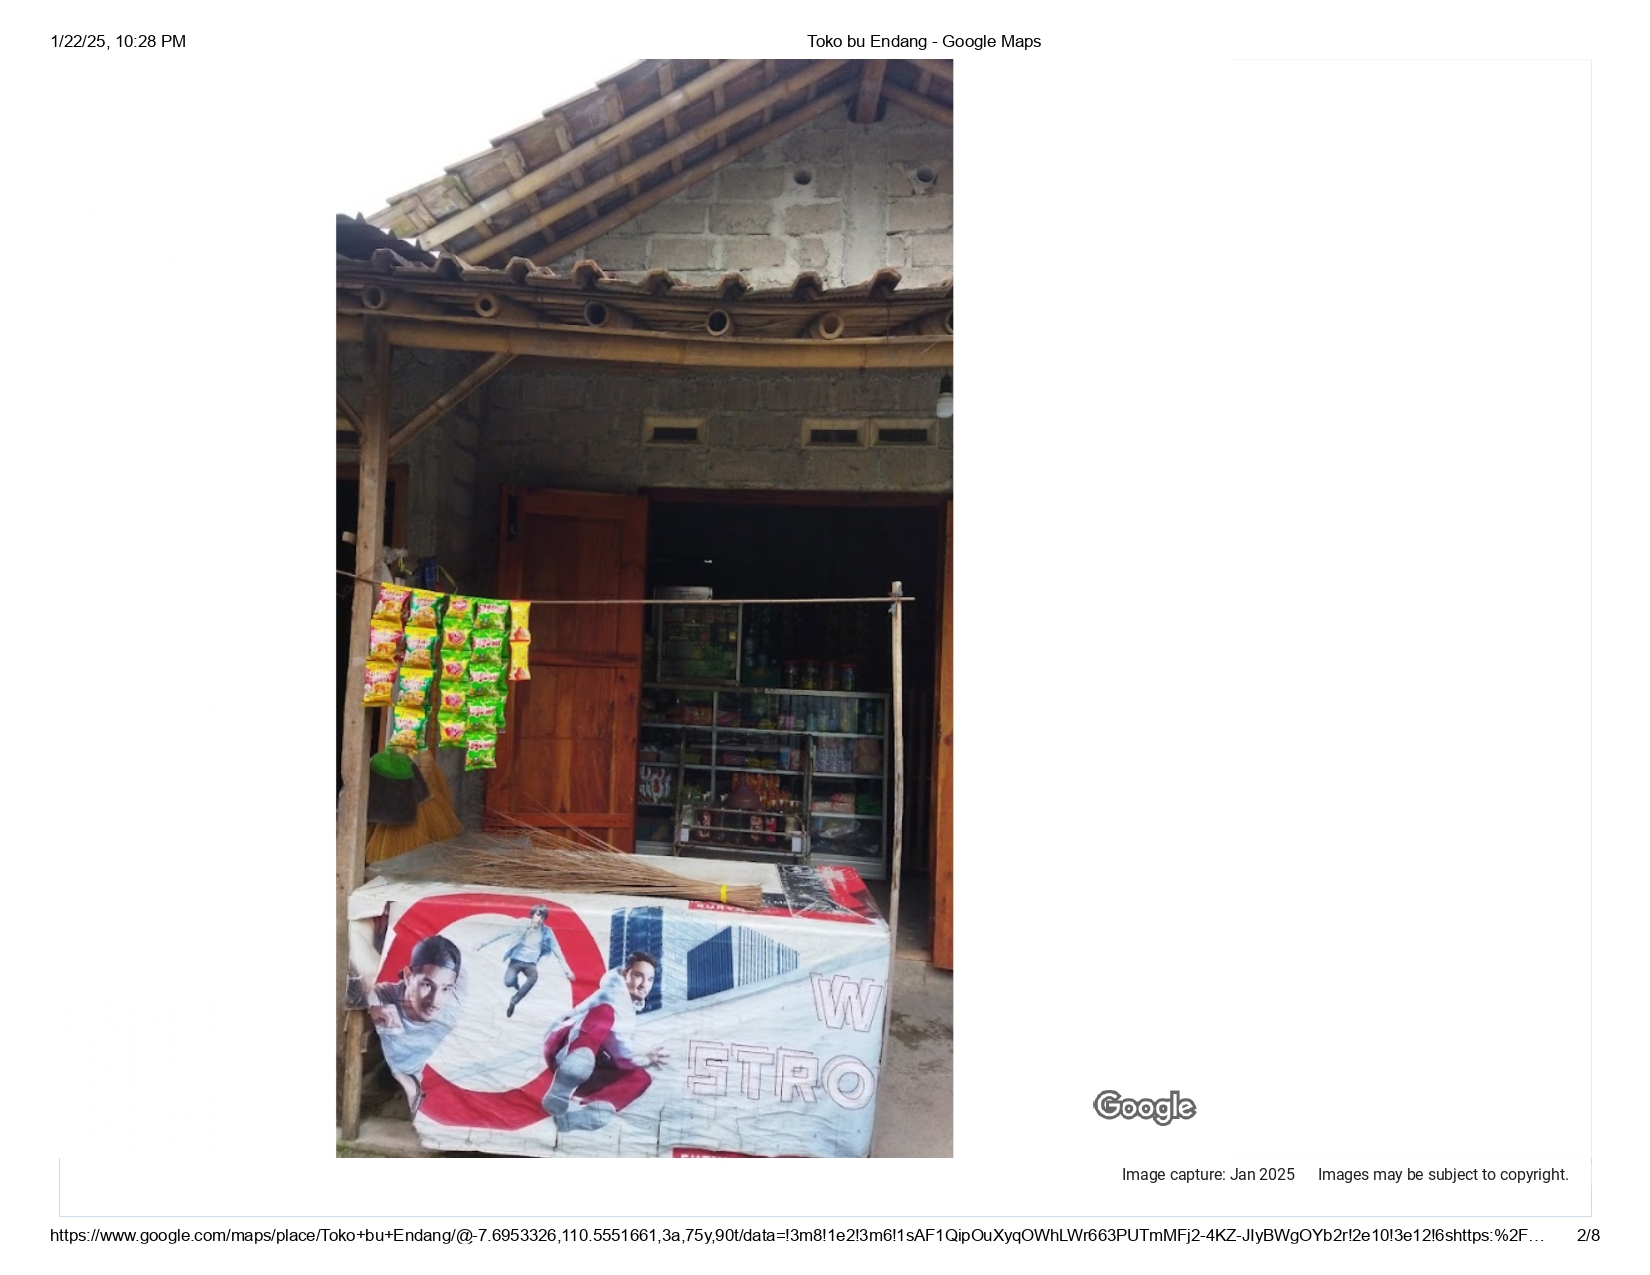 1/22/25, 10:28 PM
Toko bu Endang - Google Maps
W
STRO
Google
Image capture: Jan 2025 Images may be subject to copyright.
https://www.google.com/maps/place/Toko+bu+Endang/@-7.6953326,110.5551661,3a,75y,90t/data=!3m8!1e2!3m6!1sAF1QipOuXyqOWhLWr663PUTmMFj2-4KZ-JIyBWgOYb2r!2e10!3e12!6shttps:%2F…
2/8